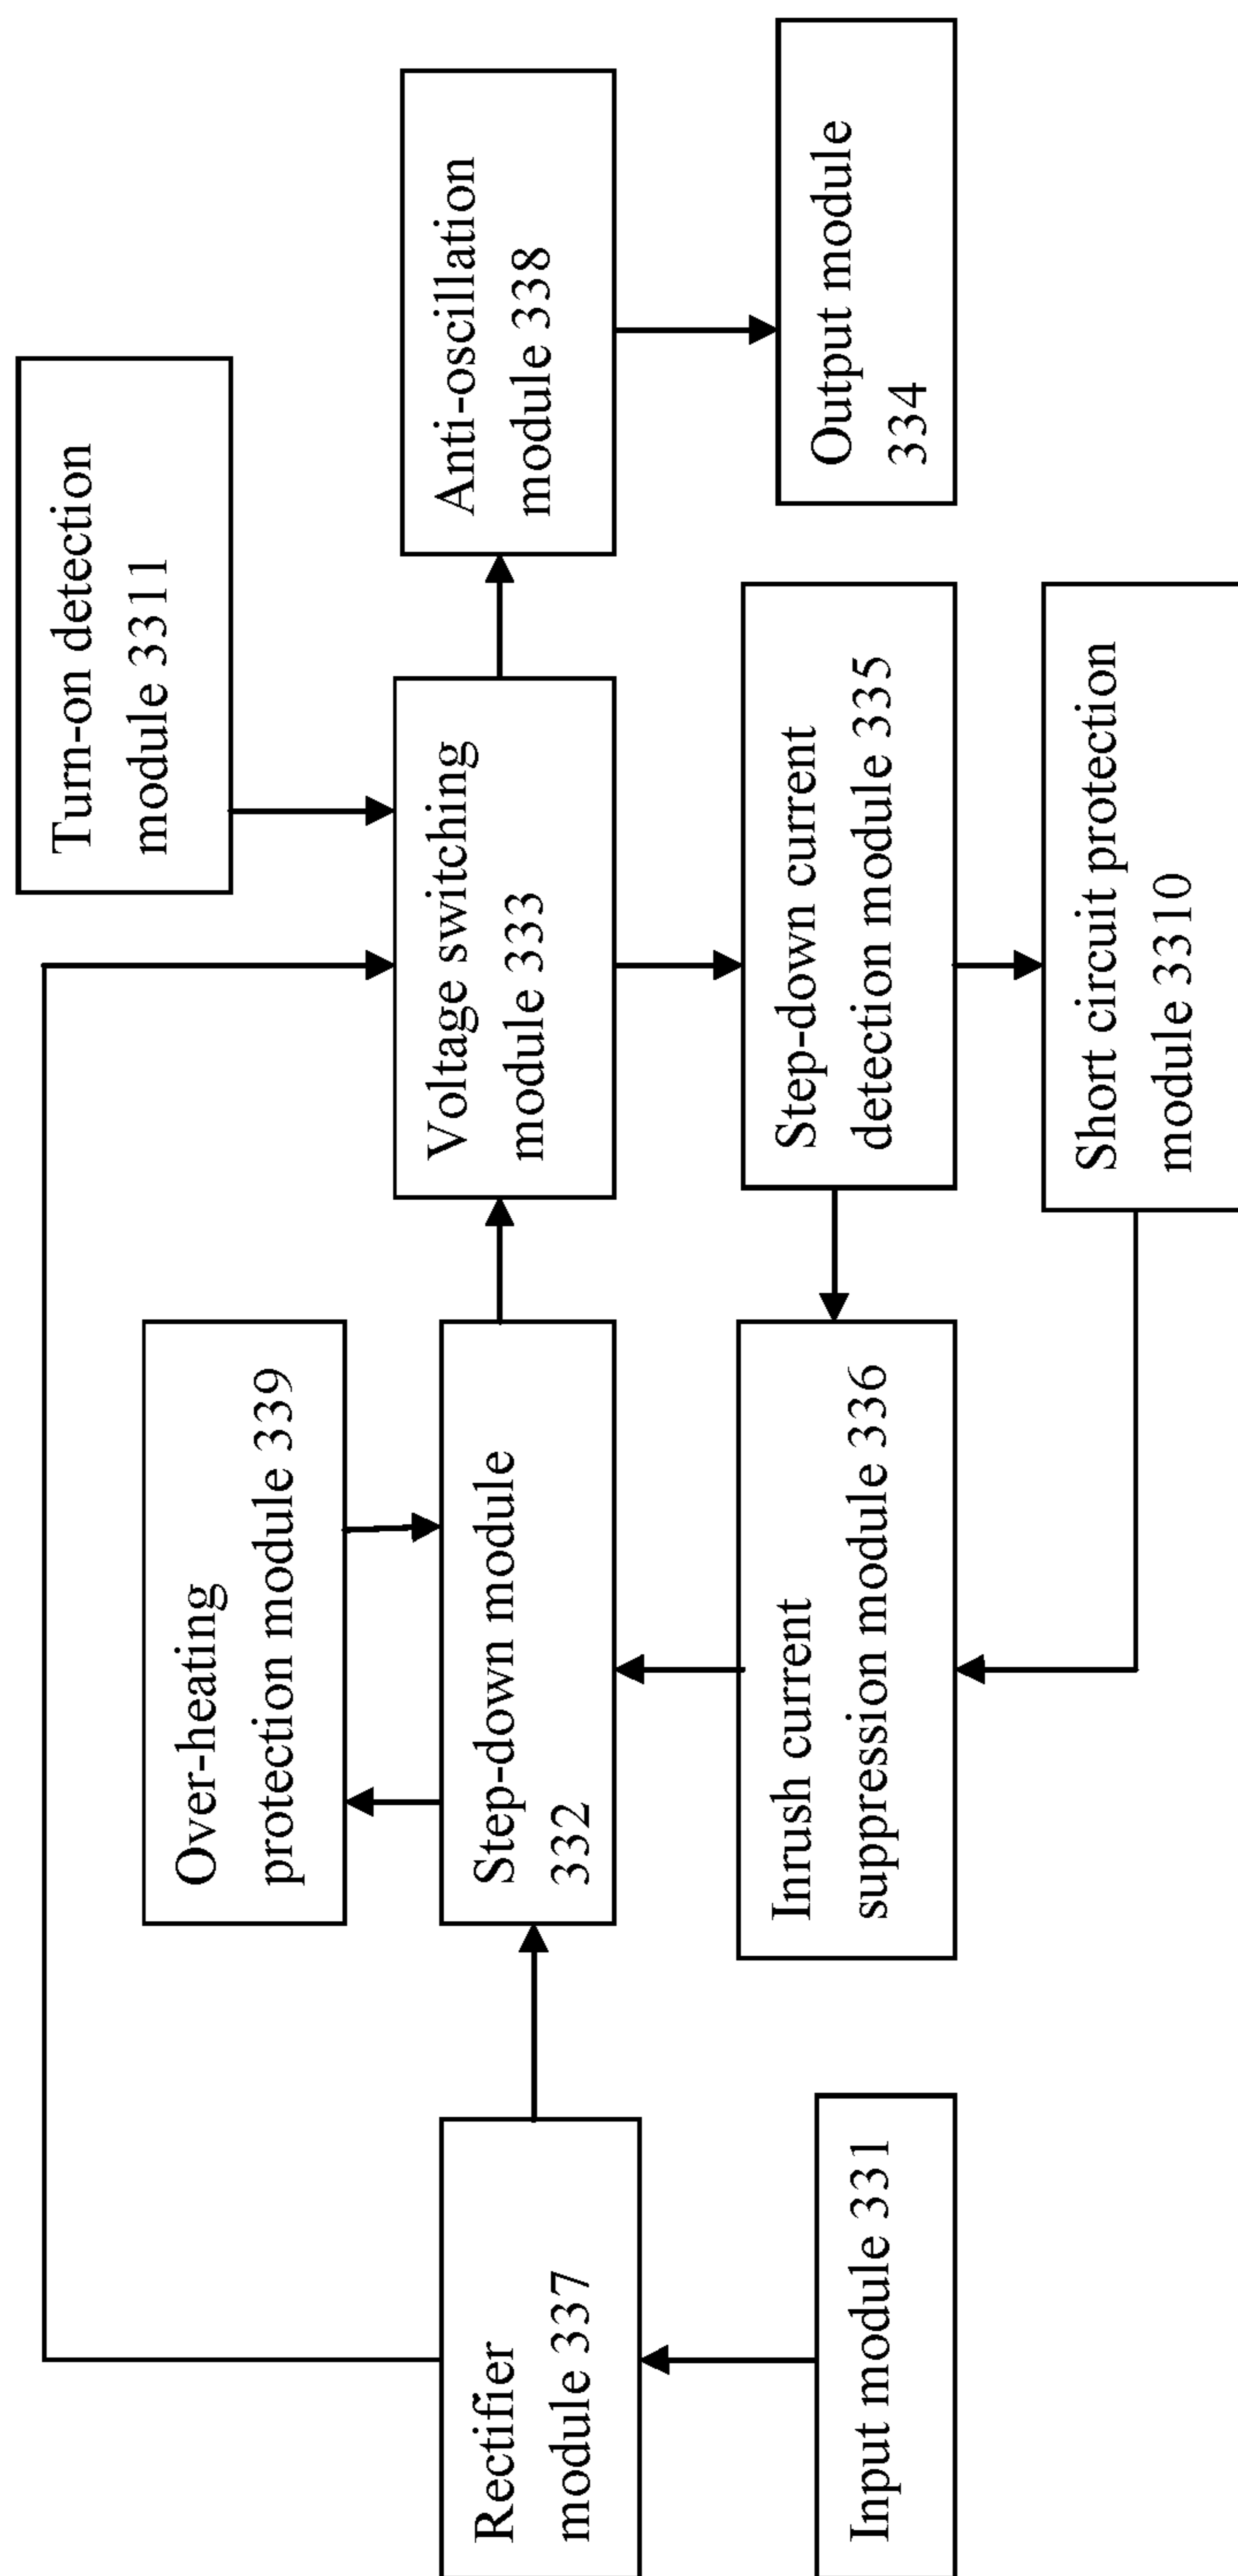 Turn-on detection
module 3311
Over-heating
protection module 339
Rectifier
module 337
Step-down module
332
Voltage switching
module 333
Anti-oscillation
module 338
Input module 331
Inrush current
suppression module 336
Step-down current
detection module 335
Output module
334
Short circuit protection
module 3310